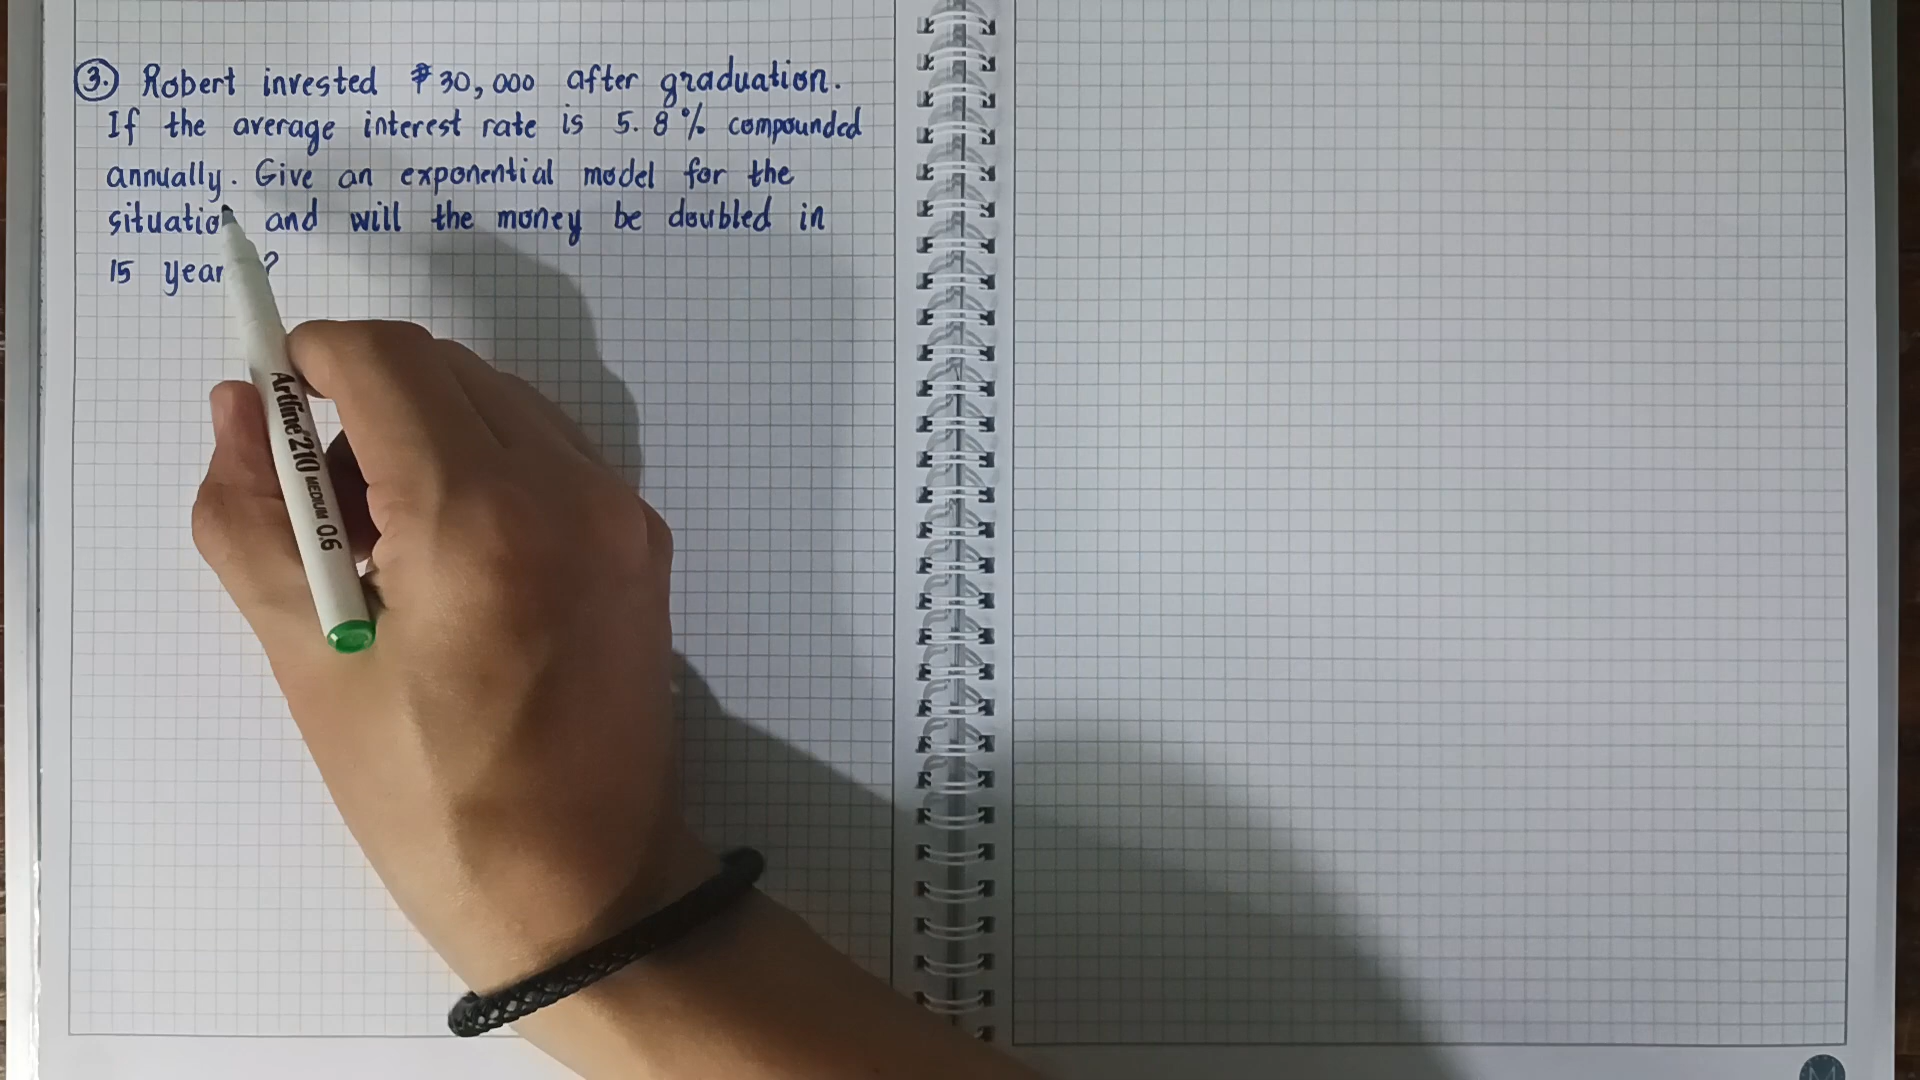 3. Robert invested ₱30,000 after graduation.
If the average interest rate is 5.8% compounded
annually. Give an exponential model for the
situation and will the money be doubled in
15 year ?
Artline 210 MEDIUM 0.6
M